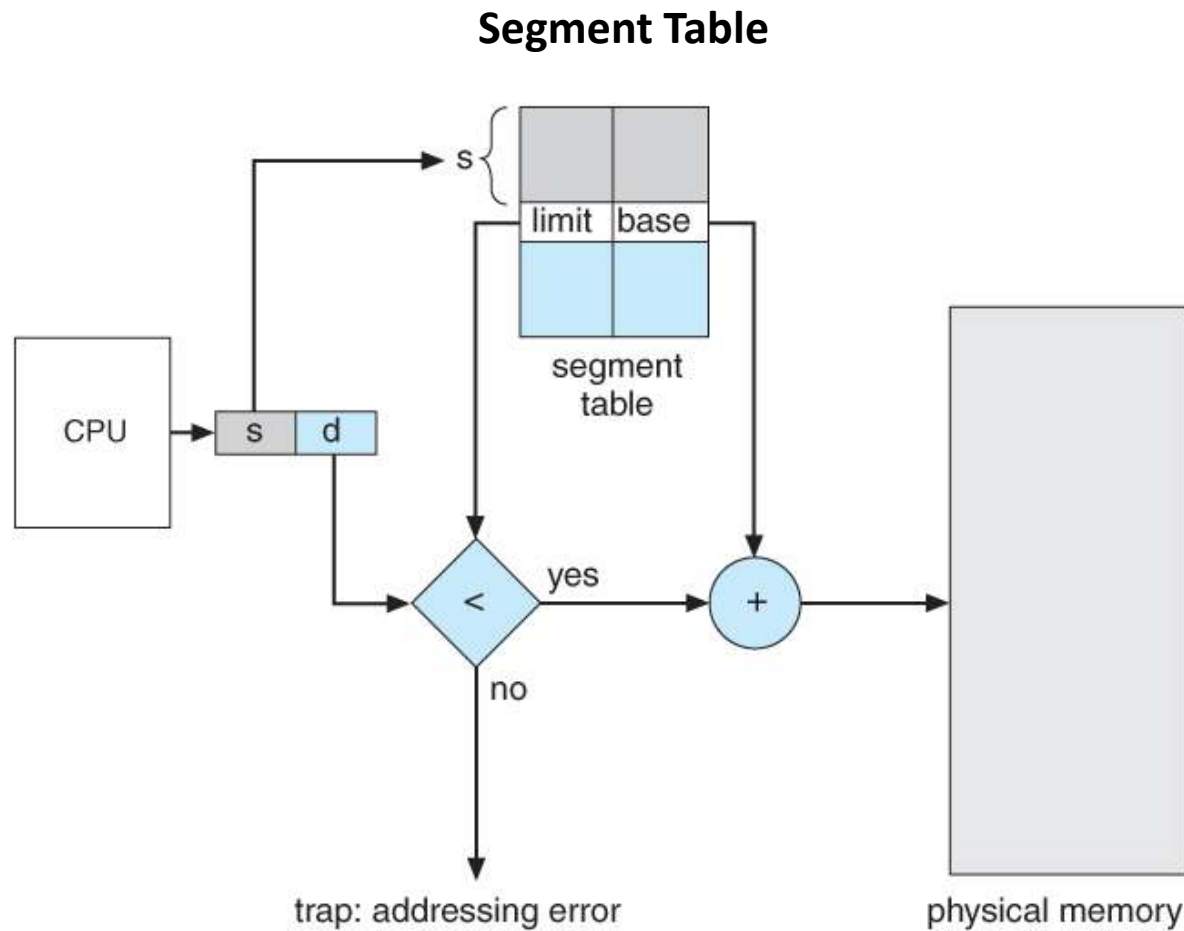 Segment Table
s
limit base
segment
table
CPU
s d
<
yes
+
no
trap: addressing error
physical memory